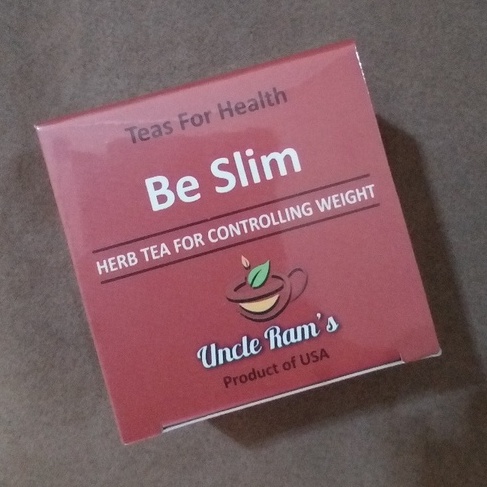 Teas For Health
Be Slim
HERB TEA FOR CONTROLLING WEIGHT
Uncle Ram's
Product of USA